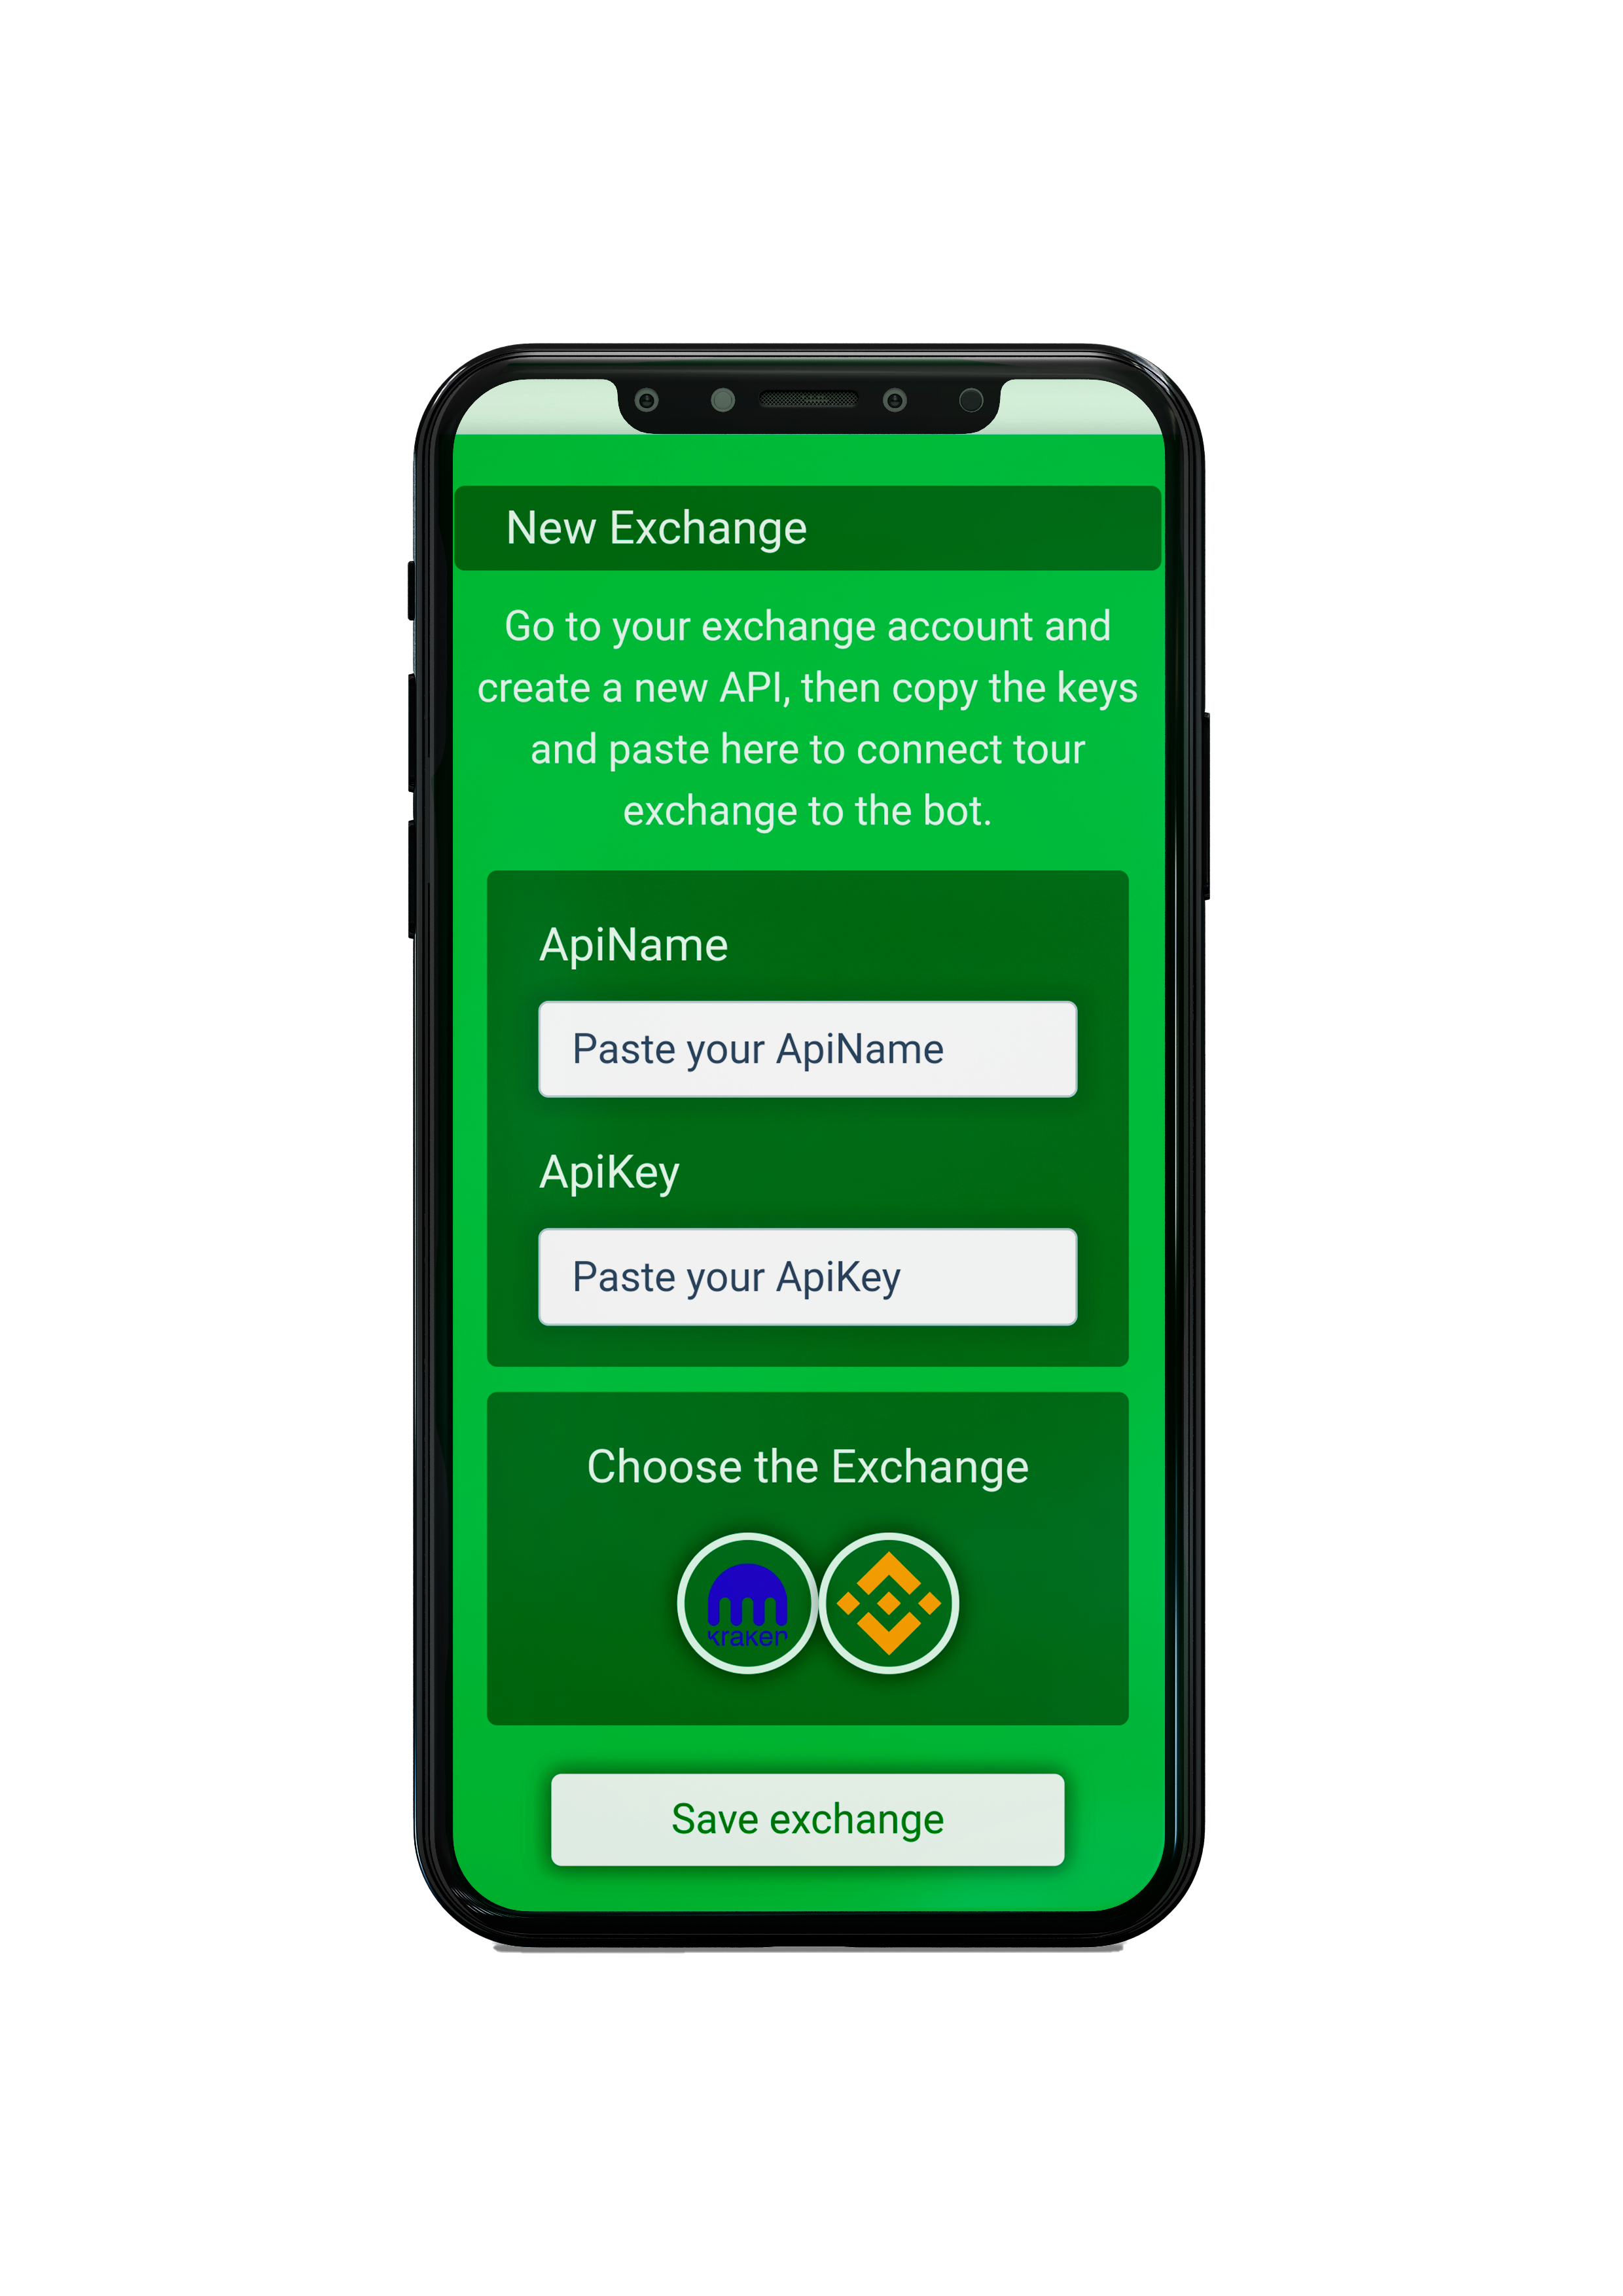 New Exchange
Go to your exchange account and
create a new API, then copy the keys
and paste here to connect tour
exchange to the bot.
ApiName
Paste your ApiName
ApiKey
Paste your ApiKey
Choose the Exchange
kraken
Save exchange